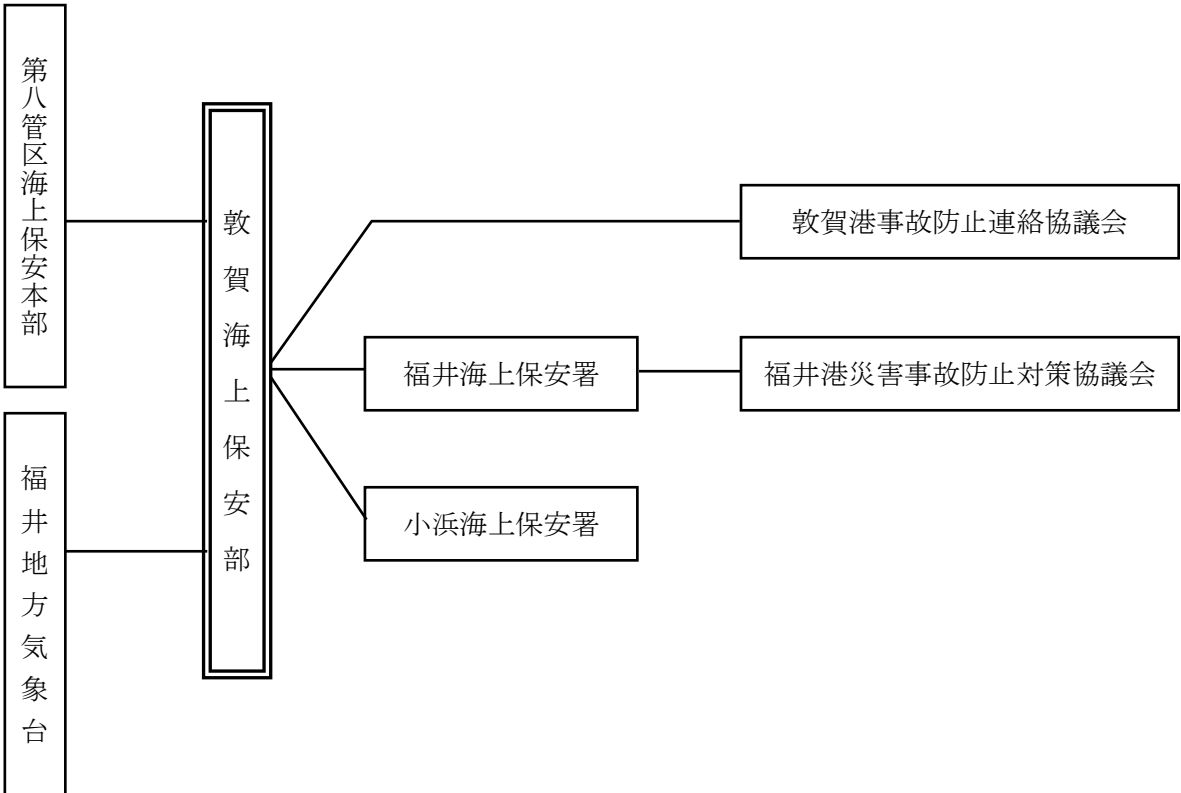 第八管区海上保安本部
福井地方気象台
敦賀海上保安部
敦賀港事故防止連絡協議会
福井海上保安署
福井港災害事故防止対策協議会
小浜海上保安署